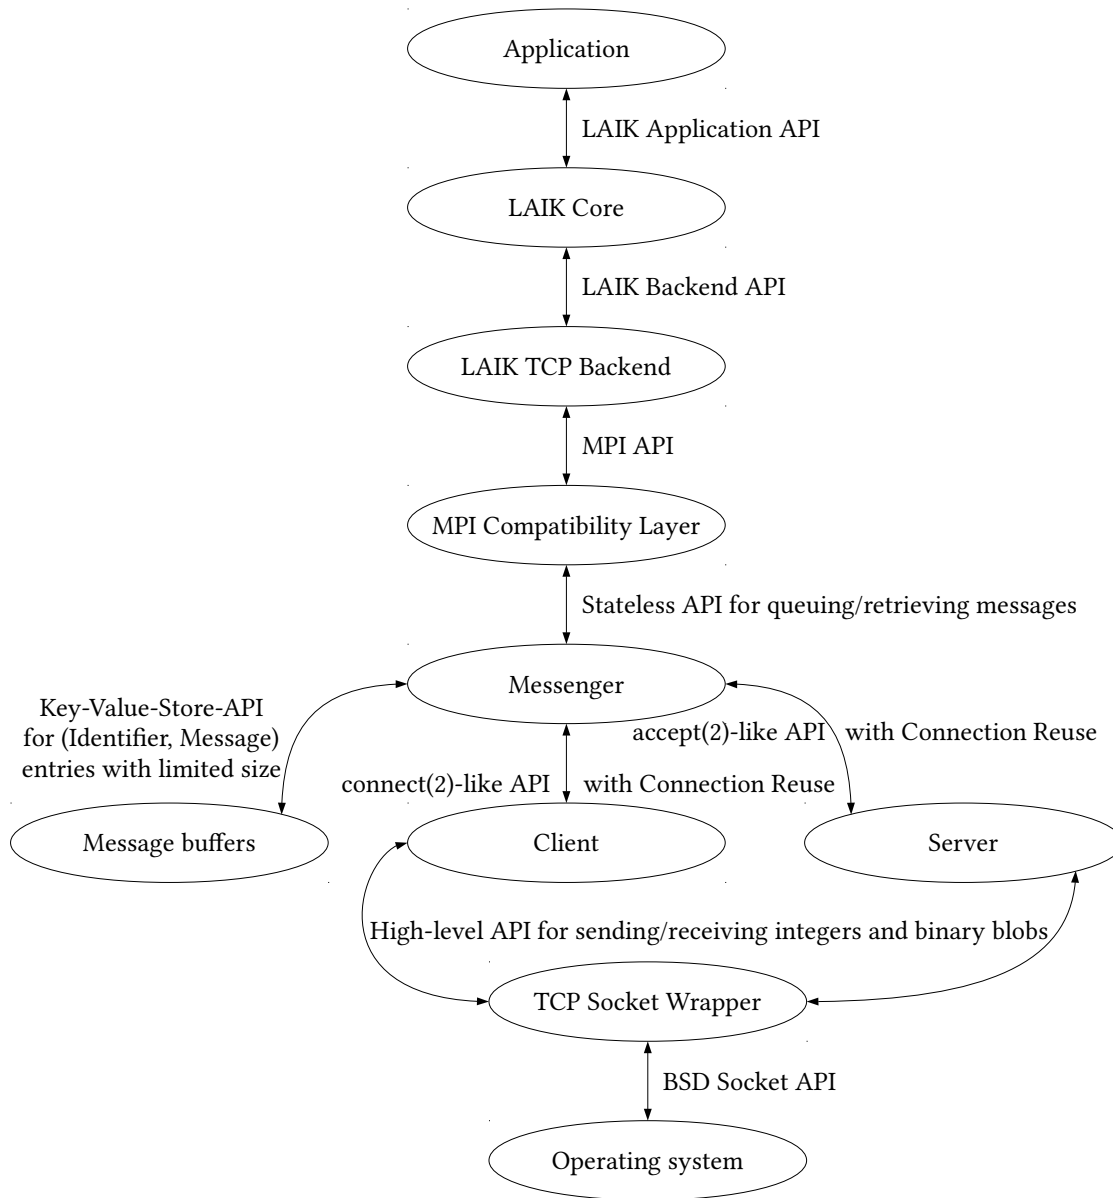 Application
LAIK Application API
LAIK Core
LAIK Backend API
LAIK TCP Backend
MPI API
MPI Compatibility Layer
Stateless API for queuing/retrieving messages
Messenger
Key-Value-Store-API
for (Identifier, Message)
entries with limited size
accept(2)-like API with Connection Reuse
connect(2)-like API with Connection Reuse
Message buffers
Client
Server
High-level API for sending/receiving integers and binary blobs
TCP Socket Wrapper
BSD Socket API
Operating system